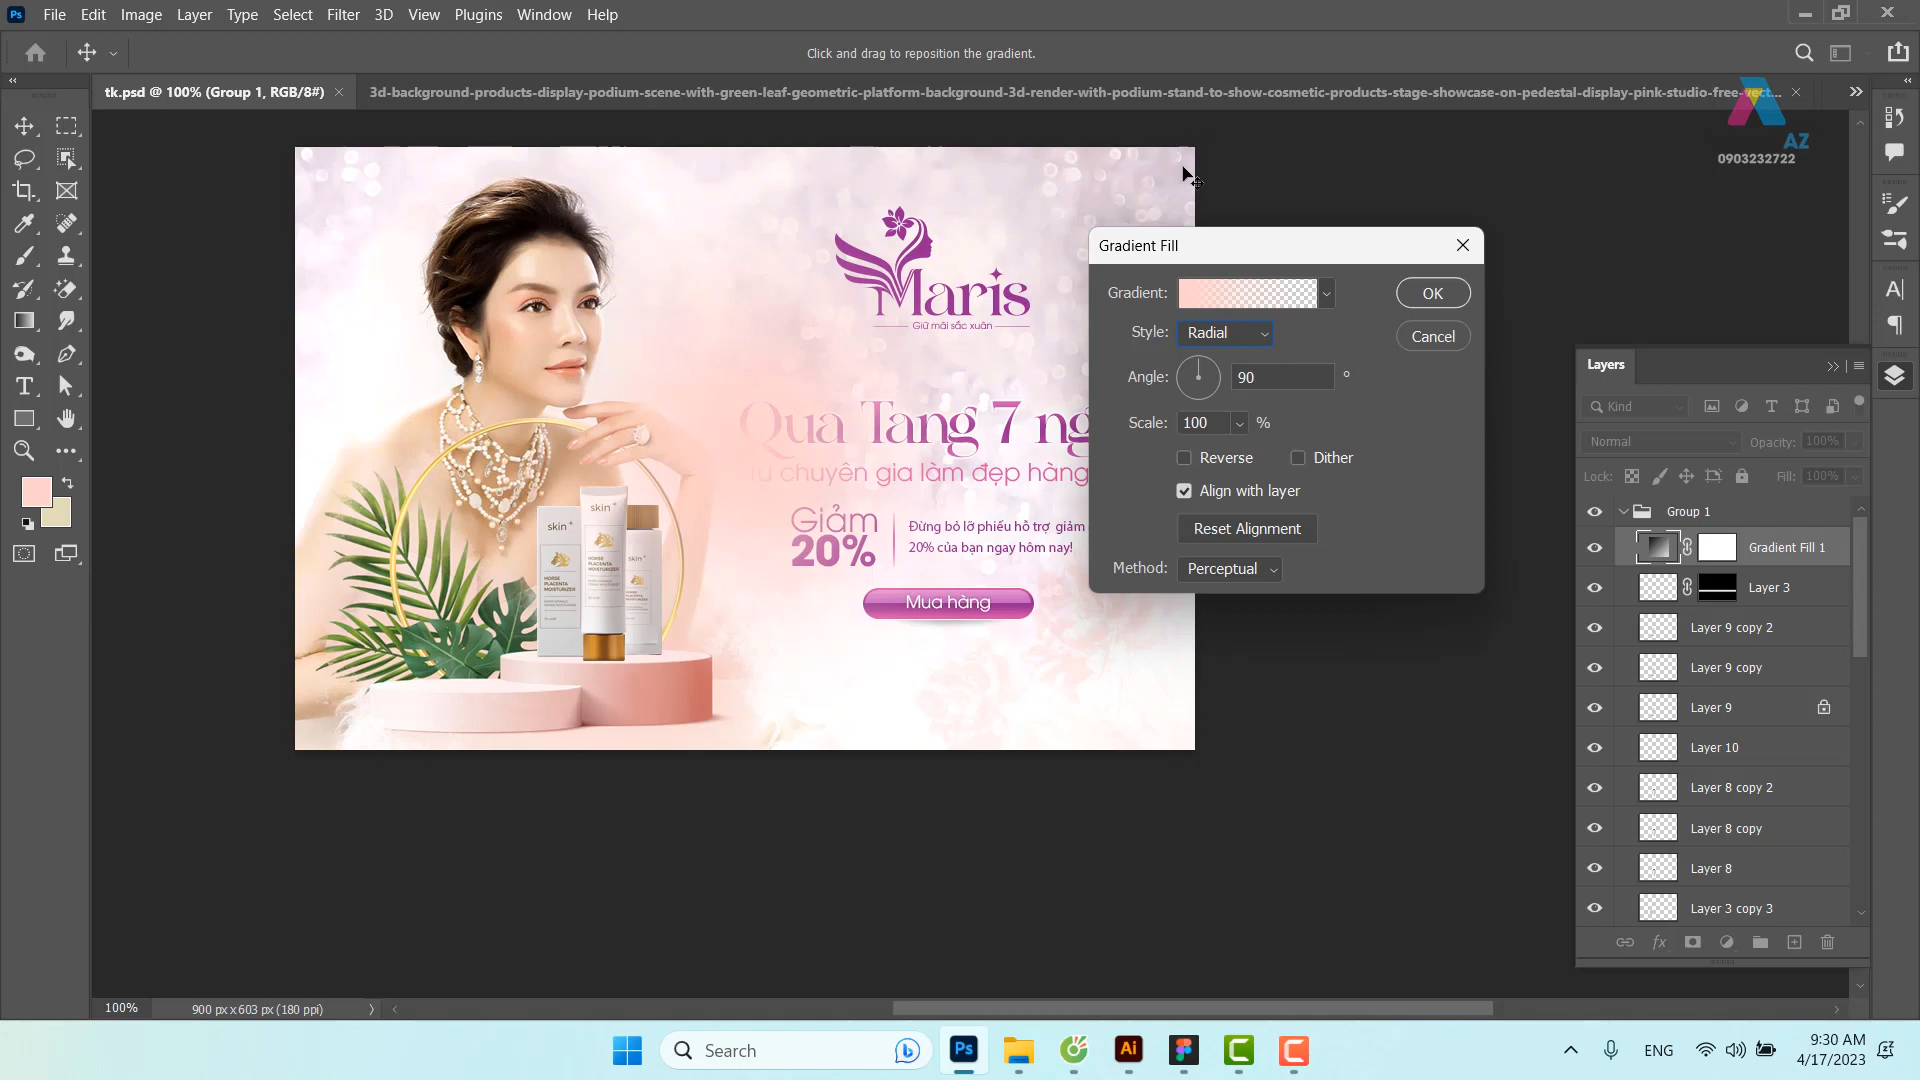 Ps File Edit Image Layer Type Select Filter 3D View Plugins Window Help
Click and drag to reposition the gradient.
tk.psd @ 100% (Group 1, RGB/8#)
3d-background-products-display-podium-scene-with-green-leaf-geometric-platform-background-3d-render-with-podium-stand-to-show-cosmetic-products-stage-showcase-on-pedestal-display-pink-studio-free-vect...
AZ
0903232722
Maris
Giữ mãi sắc xuân
Qua Tang 7 ng
chuyên gia làm đẹp hàng
Giảm
20%
Đừng bỏ lỡ phiếu hỗ trợ giảm
20% của bạn ngay hôm nay!
Mua hàng
skin+
HORSE
PLACENTA
MOISTURIZER
skin+
HORSE
PLACENTA
MOISTURIZER
skin+
Gradient Fill
Gradient:
OK
Style: Radial
Cancel
Angle: 90 °
Scale: 100 %
Reverse Dither
Align with layer
Reset Alignment
Method: Perceptual
Layers
Kind
Normal Opacity: 100%
Lock: Fill: 100%
Group 1
Gradient Fill 1
Layer 3
Layer 9 copy 2
Layer 9 copy
Layer 9
Layer 10
Layer 8 copy 2
Layer 8 copy
Layer 8
Layer 3 copy 3
fx
100% 900 px x 603 px (180 ppi)
Search
Ps
Ai
ENG
9:30 AM
4/17/2023